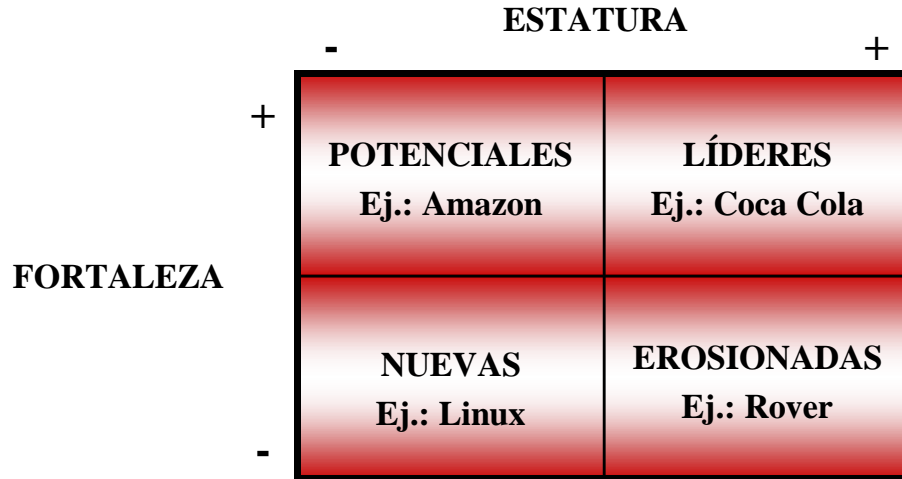 ESTATURA
- +
+
POTENCIALES
Ej.: Amazon
LÍDERES
Ej.: Coca Cola
FORTALEZA
NUEVAS
Ej.: Linux
EROSIONADAS
Ej.: Rover
-